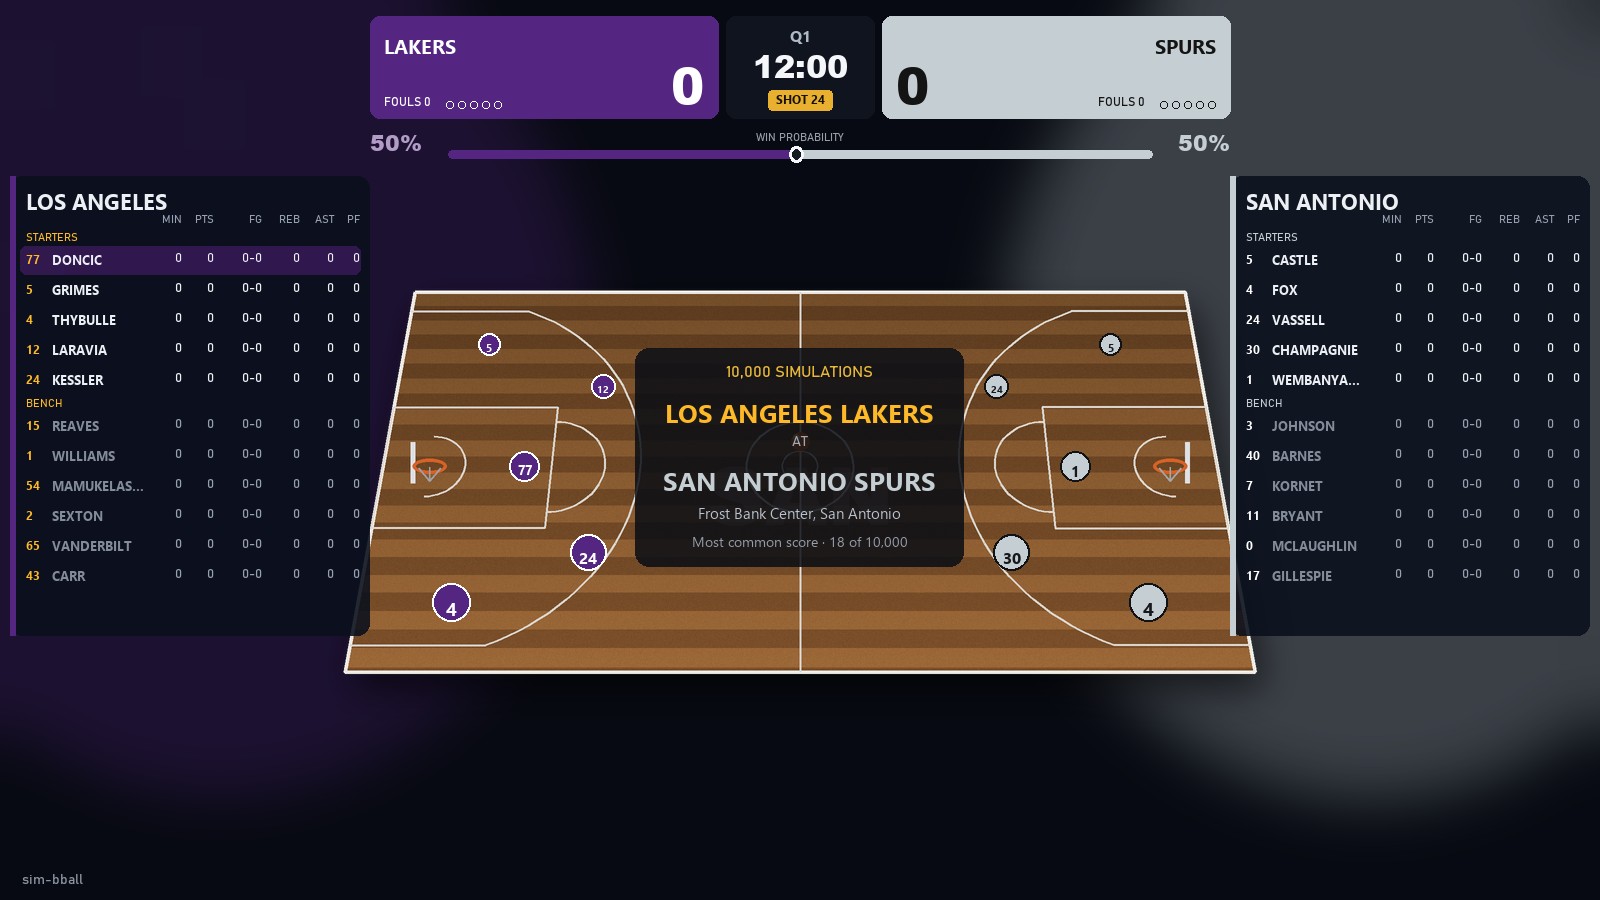 LAKERS
0
FOULS 0
Q1
12:00
SHOT 24
SPURS
0
FOULS 0
50%
WIN PROBABILITY
50%
LOS ANGELES
MIN PTS FG REB AST PF
STARTERS
77 DONCIC 0 0 0-0 0 0 0
5 GRIMES 0 0 0-0 0 0 0
4 THYBULLE 0 0 0-0 0 0 0
12 LARAVIA 0 0 0-0 0 0 0
24 KESSLER 0 0 0-0 0 0 0
BENCH
15 REAVES 0 0 0-0 0 0 0
1 WILLIAMS 0 0 0-0 0 0 0
54 MAMUKELAS... 0 0 0-0 0 0 0
2 SEXTON 0 0 0-0 0 0 0
65 VANDERBILT 0 0 0-0 0 0 0
43 CARR 0 0 0-0 0 0 0
5
12
77
24
4
10,000 SIMULATIONS
LOS ANGELES LAKERS
AT
SAN ANTONIO SPURS
Frost Bank Center, San Antonio
Most common score · 18 of 10,000
5
24
1
30
4
SAN ANTONIO
MIN PTS FG REB AST PF
STARTERS
5 CASTLE 0 0 0-0 0 0 0
4 FOX 0 0 0-0 0 0 0
24 VASSELL 0 0 0-0 0 0 0
30 CHAMPAGNIE 0 0 0-0 0 0 0
1 WEMBANYA... 0 0 0-0 0 0 0
BENCH
3 JOHNSON 0 0 0-0 0 0 0
40 BARNES 0 0 0-0 0 0 0
7 KORNET 0 0 0-0 0 0 0
11 BRYANT 0 0 0-0 0 0 0
0 MCLAUGHLIN 0 0 0-0 0 0 0
17 GILLESPIE 0 0 0-0 0 0 0
sim-bball